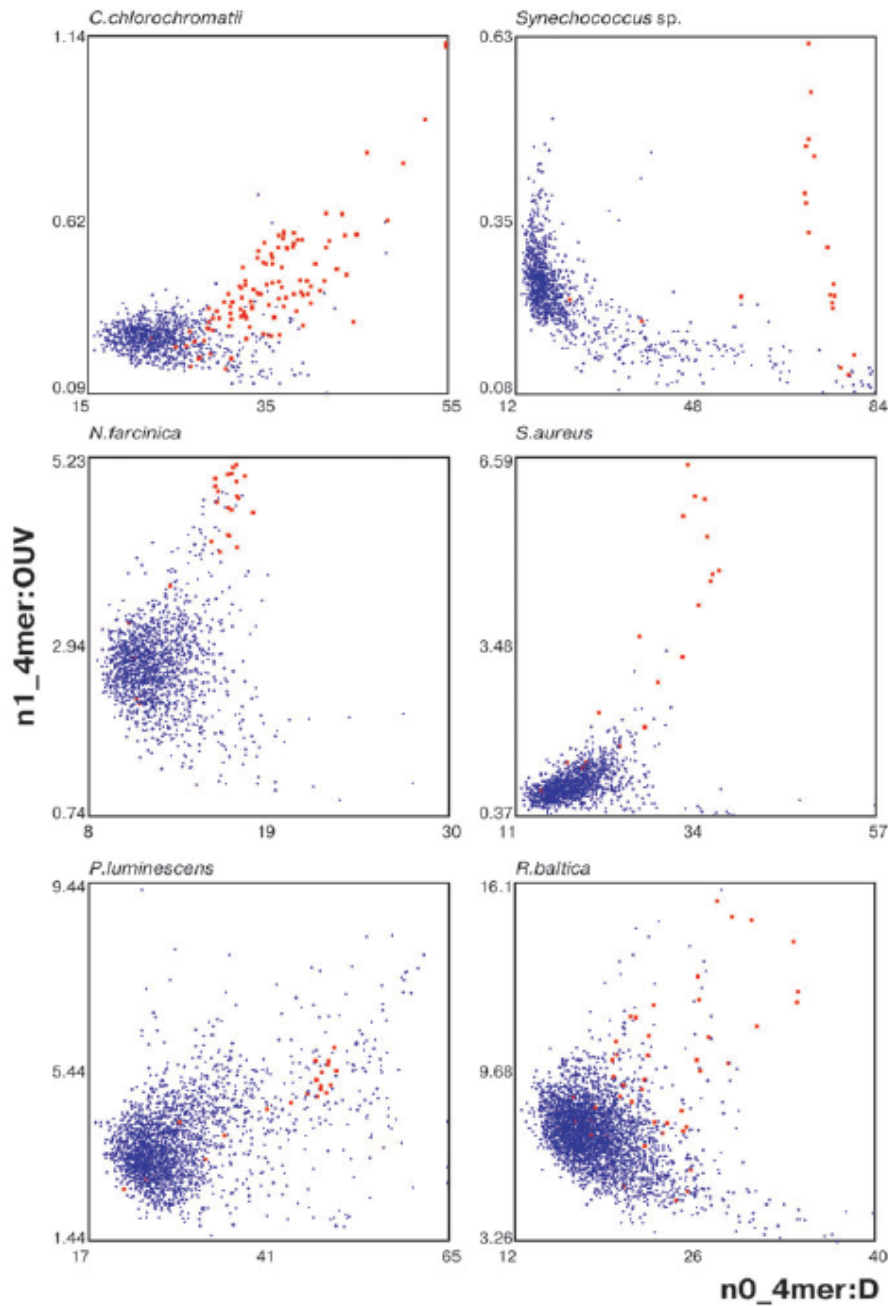 C.chlorochromatii
Synechococcus sp.
1.14
0.62
0.09
15 35 55
0.63
0.35
0.08
12 48 84
N.farcinica
S.aureus
5.23
2.94
0.74
8 19 30
6.59
3.48
0.37
11 34 57
P.luminescens
R.baltica
9.44
5.44
1.44
17 41 65
16.1
9.68
3.26
12 26 40
n1_4mer:OUV
n0_4mer:D